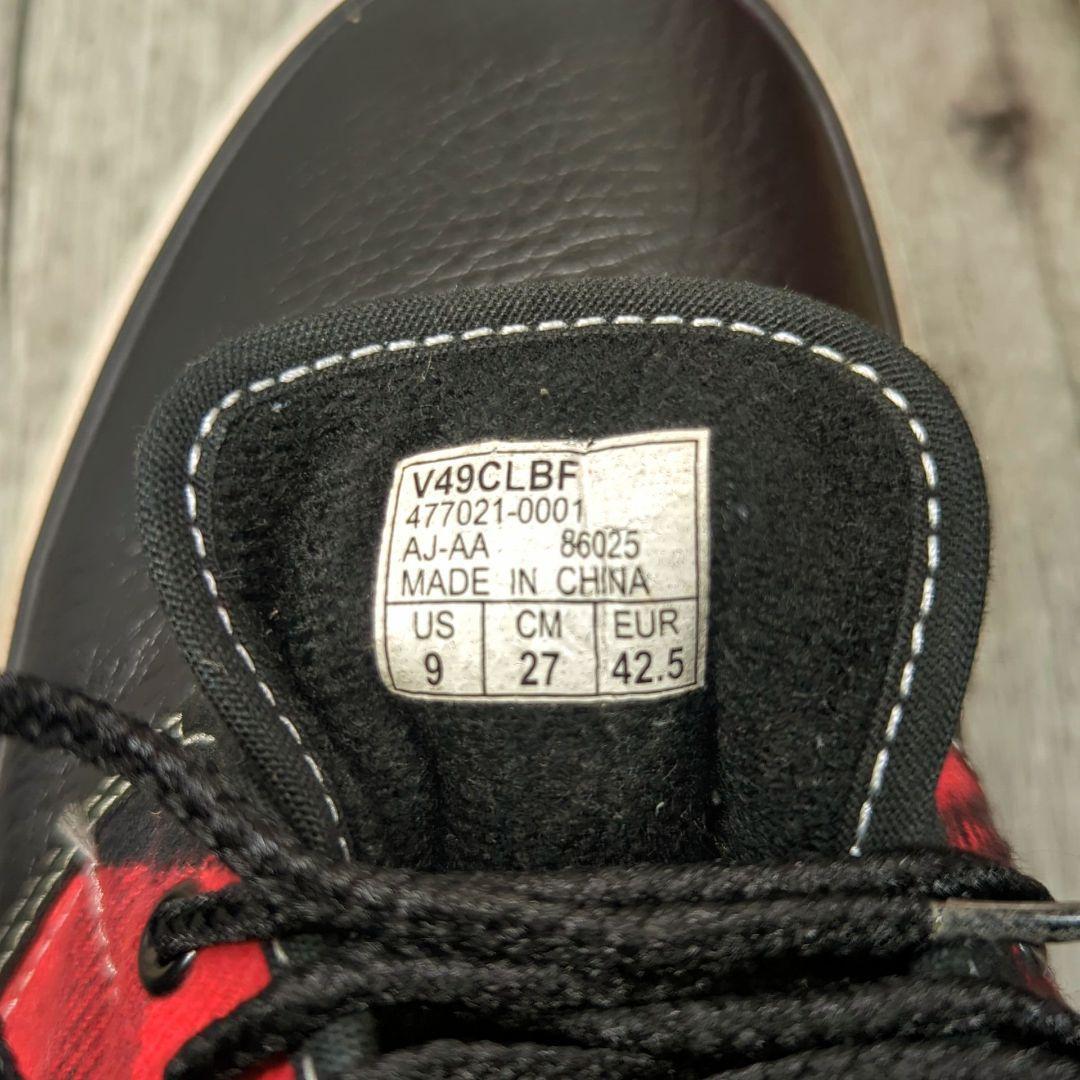 V49CLBF
477021-0001
AJ-AA 86025
MADE IN CHINA
US CM EUR
9 27 42.5